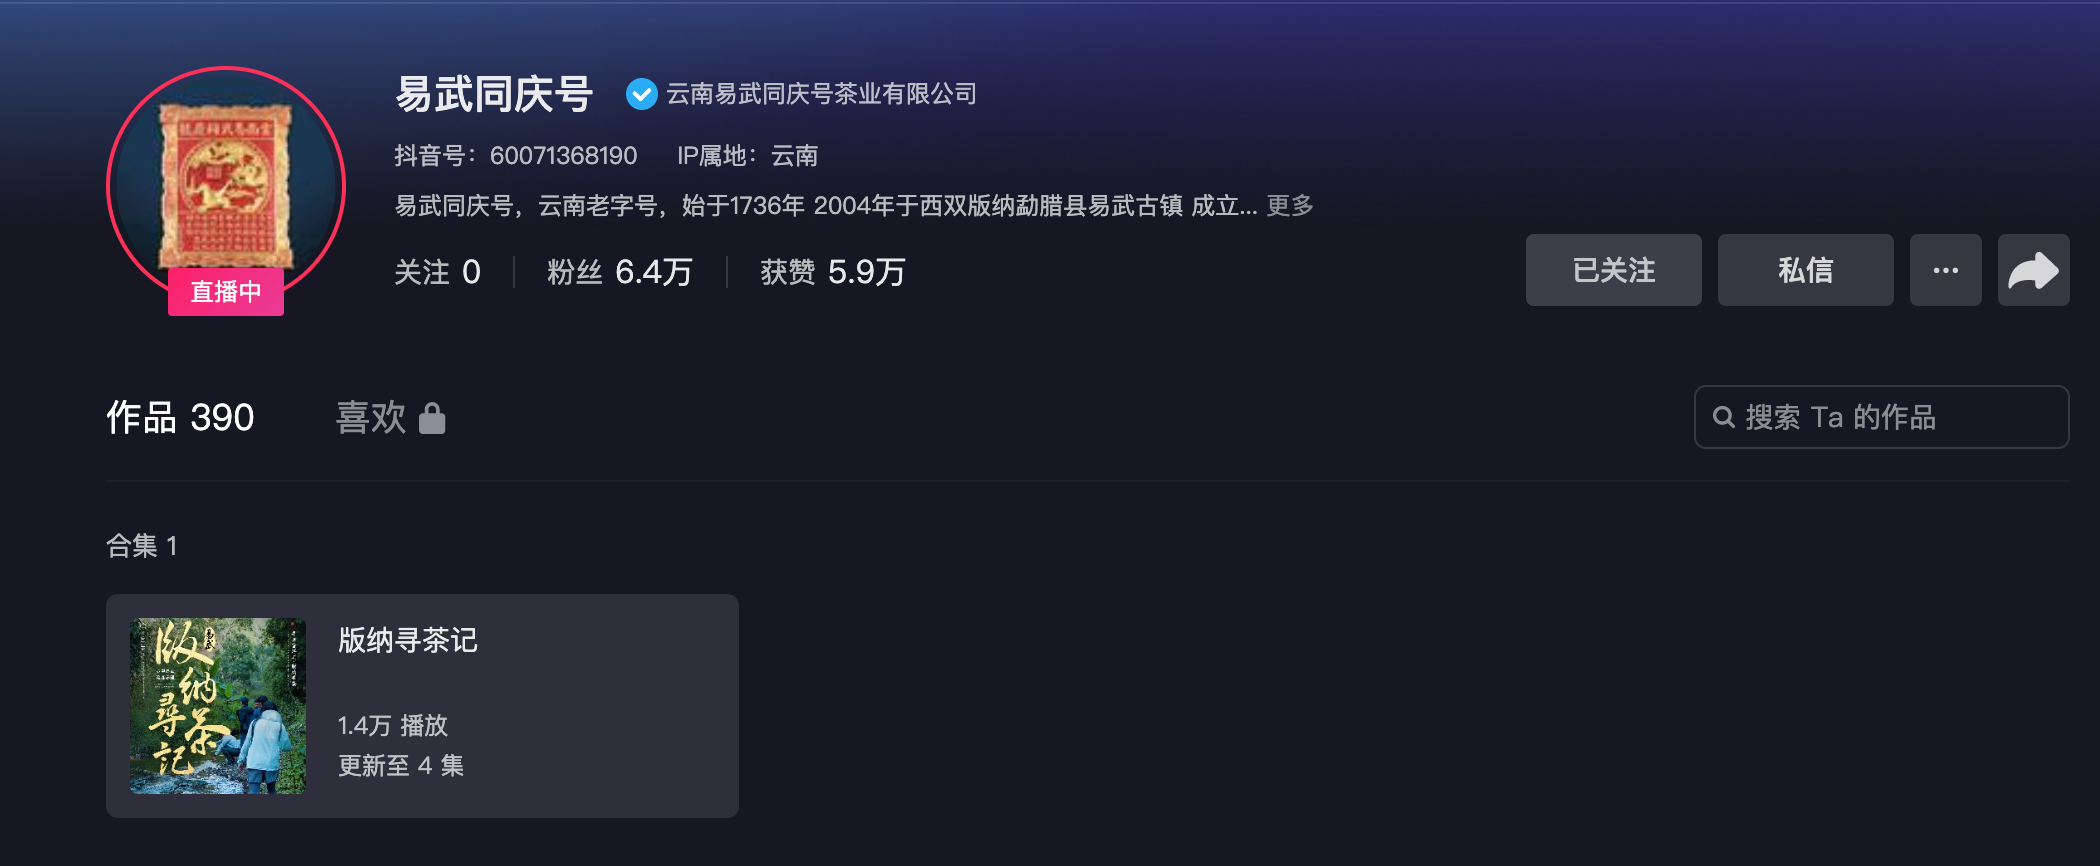 易武同庆号 云南易武同庆号茶业有限公司
抖音号：60071368190 IP属地：云南
易武同庆号，云南老字号，始于1736年 2004年于西双版纳勐腊县易武古镇 成立... 更多
关注 0 粉丝 6.4万 获赞 5.9万
直播中
已关注 私信 ...
作品 390 喜欢
搜索 Ta 的作品
合集 1
易武
版纳
尋茶記
版纳寻茶记
1.4万 播放
更新至 4 集